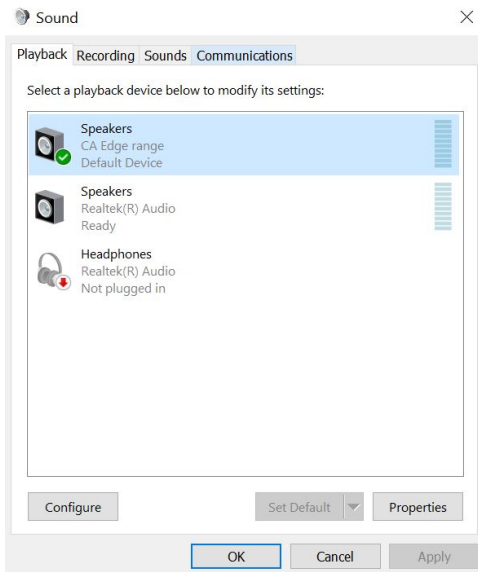 Sound
Playback Recording Sounds Communications
Select a playback device below to modify its settings:
Speakers
CA Edge range
Default Device
Speakers
Realtek(R) Audio
Ready
Headphones
Realtek(R) Audio
Not plugged in
Configure Set Default Properties
OK Cancel Apply